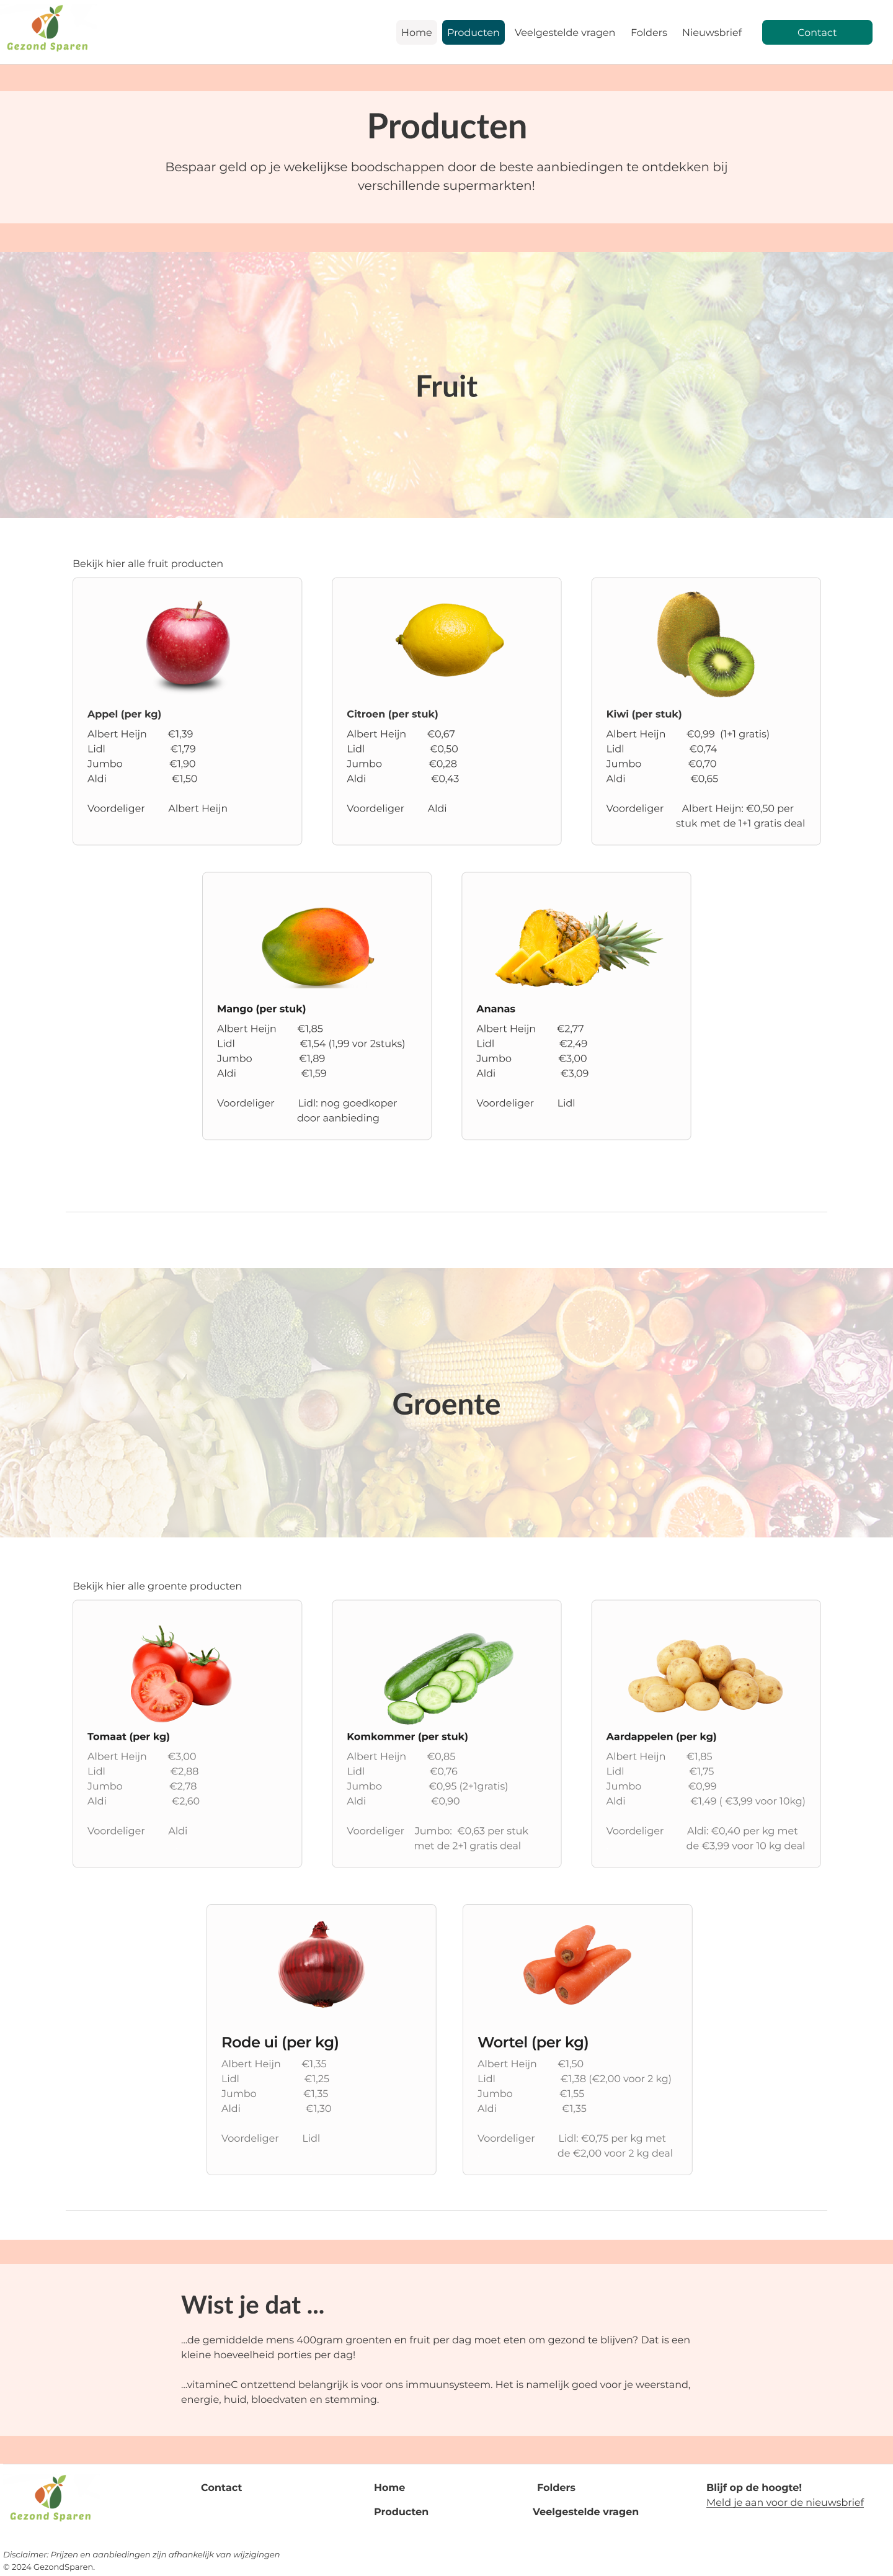 Gezond Sparen
Home Producten Veelgestelde vragen Folders Nieuwsbrief Contact
Producten
Bespaar geld op je wekelijkse boodschappen door de beste aanbiedingen te ontdekken bij
verschillende supermarkten!
Fruit
Bekijk hier alle fruit producten
Appel (per kg)
Albert Heijn €1,39
Lidl €1,79
Jumbo €1,90
Aldi €1,50
Voordeliger Albert Heijn
Citroen (per stuk)
Albert Heijn €0,67
Lidl €0,50
Jumbo €0,28
Aldi €0,43
Voordeliger Aldi
Kiwi (per stuk)
Albert Heijn €0,99 (1+1 gratis)
Lidl €0,74
Jumbo €0,70
Aldi €0,65
Voordeliger Albert Heijn: €0,50 per
stuk met de 1+1 gratis deal
Mango (per stuk)
Albert Heijn €1,85
Lidl €1,54 (1,99 vor 2stuks)
Jumbo €1,89
Aldi €1,59
Voordeliger Lidl: nog goedkoper
door aanbieding
Ananas
Albert Heijn €2,77
Lidl €2,49
Jumbo €3,00
Aldi €3,09
Voordeliger Lidl
Groente
Bekijk hier alle groente producten
Tomaat (per kg)
Albert Heijn €3,00
Lidl €2,88
Jumbo €2,78
Aldi €2,60
Voordeliger Aldi
Komkommer (per stuk)
Albert Heijn €0,85
Lidl €0,76
Jumbo €0,95 (2+1gratis)
Aldi €0,90
Voordeliger Jumbo: €0,63 per stuk
met de 2+1 gratis deal
Aardappelen (per kg)
Albert Heijn €1,85
Lidl €1,75
Jumbo €0,99
Aldi €1,49 ( €3,99 voor 10kg)
Voordeliger Aldi: €0,40 per kg met
de €3,99 voor 10 kg deal
Rode ui (per kg)
Albert Heijn €1,35
Lidl €1,25
Jumbo €1,35
Aldi €1,30
Voordeliger Lidl
Wortel (per kg)
Albert Heijn €1,50
Lidl €1,38 (€2,00 voor 2 kg)
Jumbo €1,55
Aldi €1,35
Voordeliger Lidl: €0,75 per kg met
de €2,00 voor 2 kg deal
Wist je dat ...
...de gemiddelde mens 400gram groenten en fruit per dag moet eten om gezond te blijven? Dat is een
kleine hoeveelheid porties per dag!
...vitamineC ontzettend belangrijk is voor ons immuunsysteem. Het is namelijk goed voor je weerstand,
energie, huid, bloedvaten en stemming.
Gezond Sparen
Contact
Home
Producten
Folders
Veelgestelde vragen
Blijf op de hoogte!
Meld je aan voor de nieuwsbrief
Disclaimer: Prijzen en aanbiedingen zijn afhankelijk van wijzigingen
© 2024 GezondSparen.